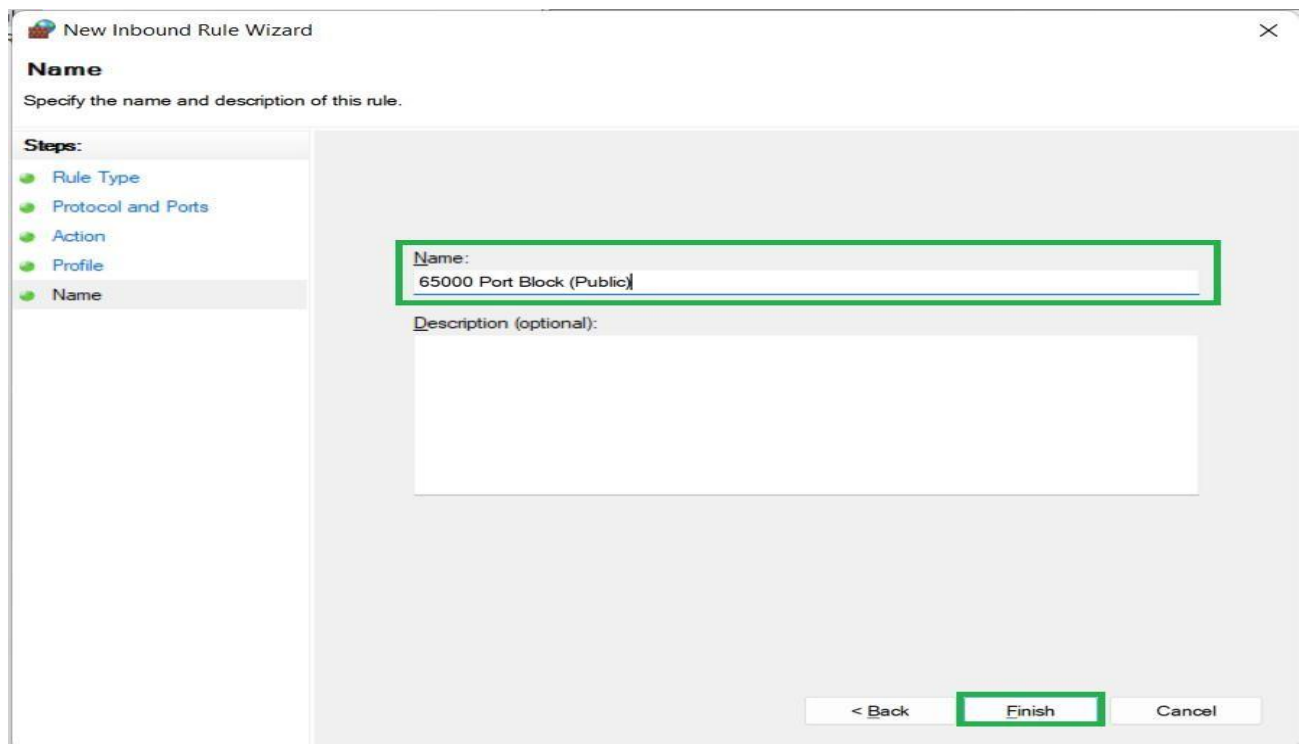 New Inbound Rule Wizard
Name
Specify the name and description of this rule.
Steps:
Rule Type
Protocol and Ports
Action
Profile
Name
Name:
65000 Port Block (Public)
Description (optional):
< Back
Finish
Cancel